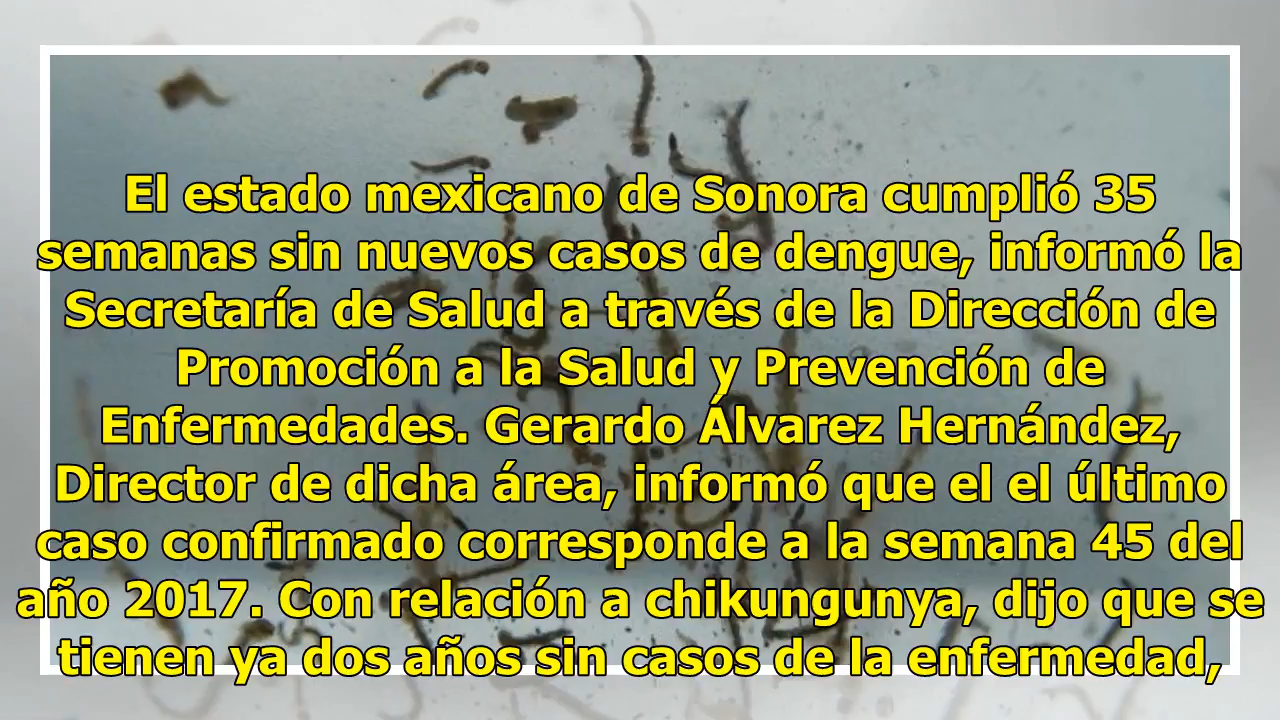 El estado mexicano de Sonora cumplió 35
semanas sin nuevos casos de dengue, informó la
Secretaría de Salud a través de la Dirección de
Promoción a la Salud y Prevención de
Enfermedades. Gerardo Álvarez Hernández,
Director de dicha área, informó que el el último
caso confirmado corresponde a la semana 45 del
año 2017. Con relación a chikungunya, dijo que se
tienen ya dos años sin casos de la enfermedad,